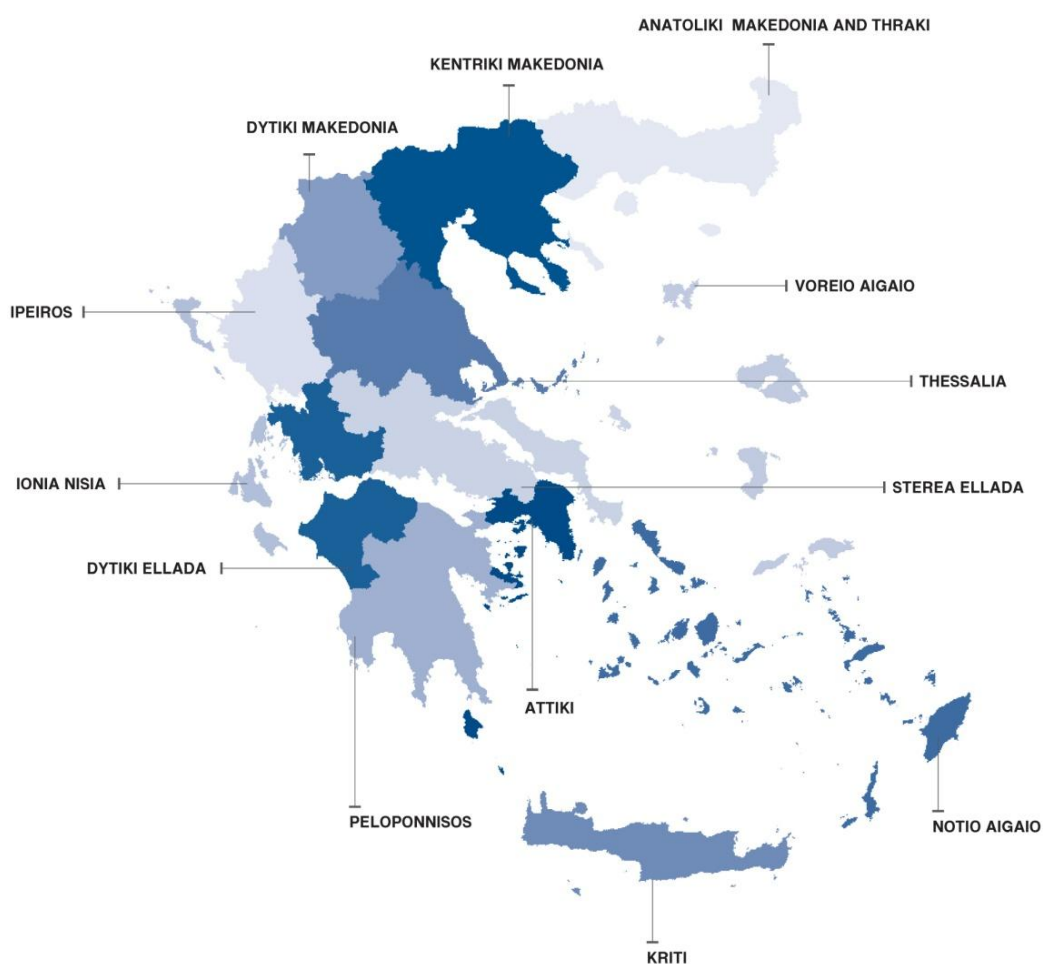 ANATOLIKI MAKEDONIA AND THRAKI
KENTRIKI MAKEDONIA
DYTIKI MAKEDONIA
VOREIO AIGAIO
IPEIROS
THESSALIA
IONIA NISIA
STEREA ELLADA
DYTIKI ELLADA
ATTIKI
PELOPONNISOS
NOTIO AIGAIO
KRITI